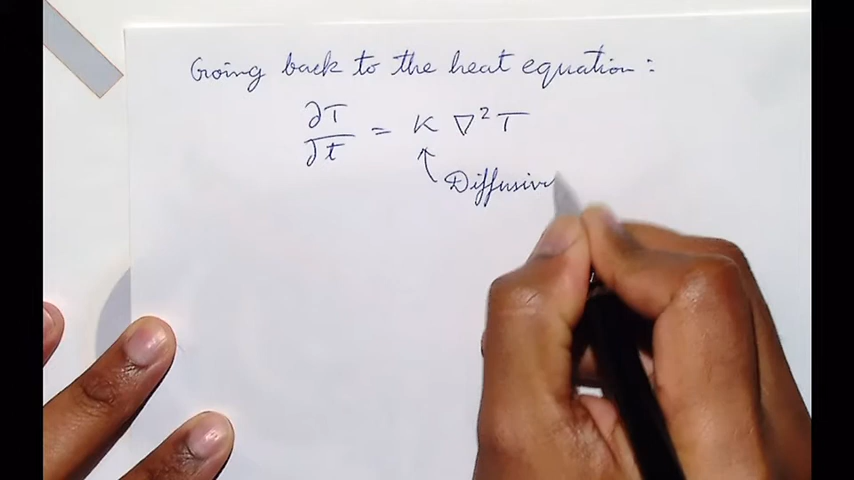 Going back to the heat equation:
∂T/∂t = K ∇²T
Diffusiv